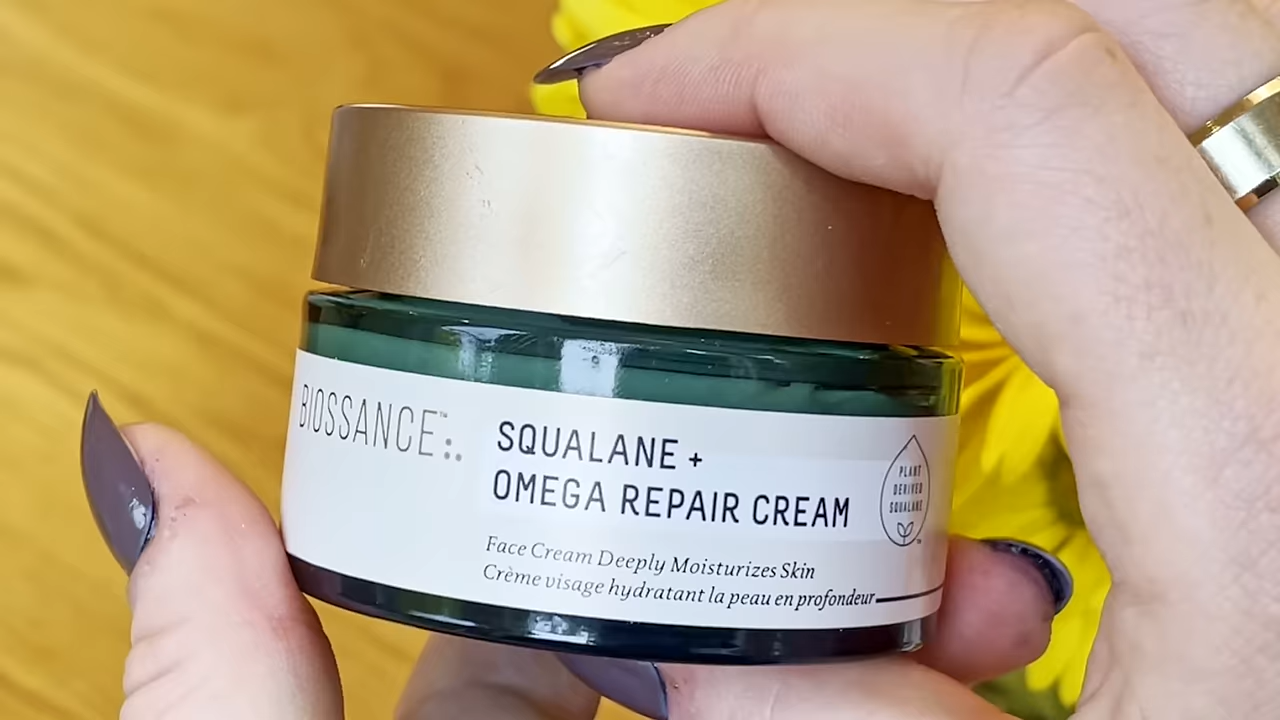 BIOSSANCE™
SQUALANE +
OMEGA REPAIR CREAM
Face Cream Deeply Moisturizes Skin
Crème visage hydratant la peau en profondeur
PLANT
DERIVED
SQUALANE
™